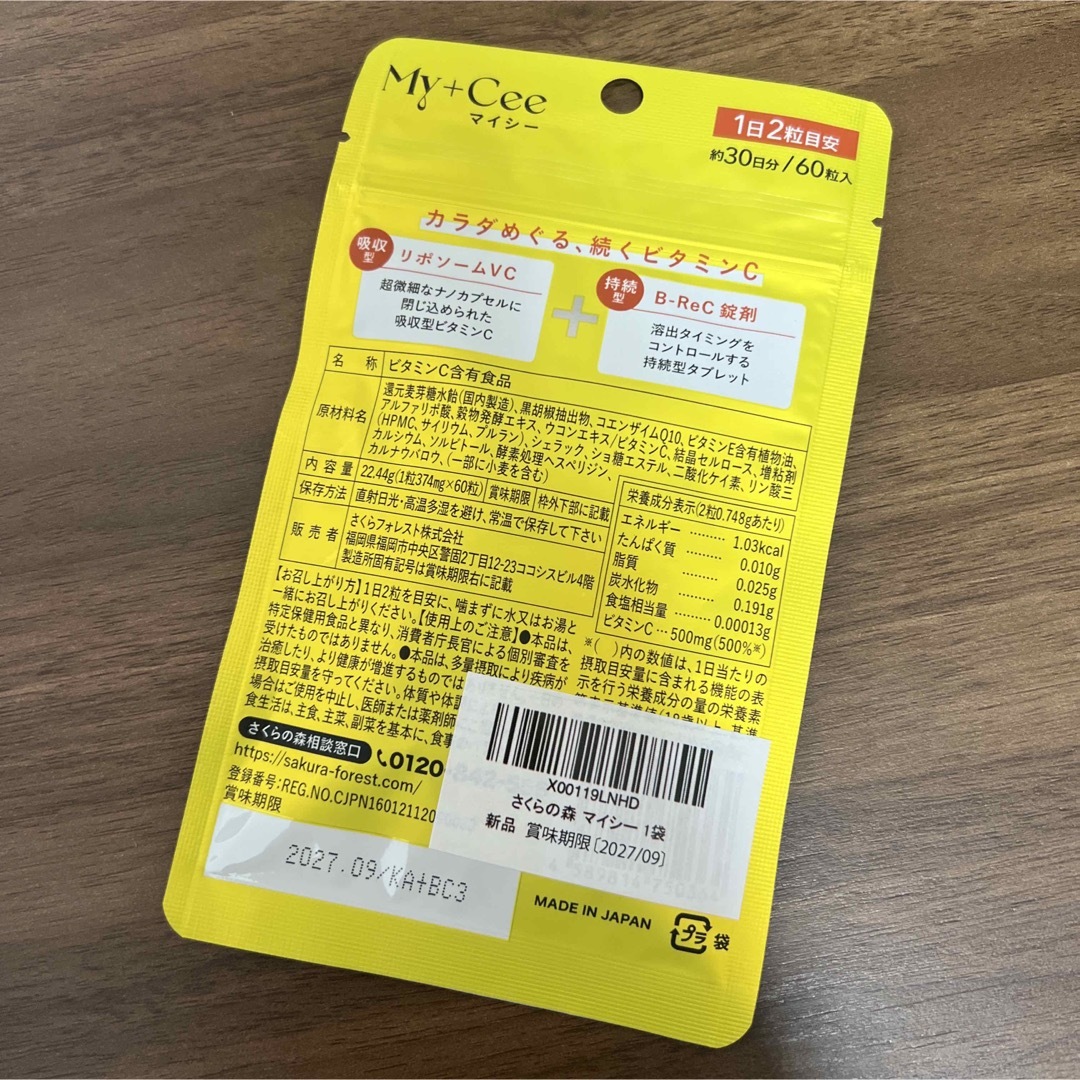 My+Cee
マイシー
1日2粒目安
約30日分/60粒入
カラダめぐる、続くビタミンC
吸収型
リポソームVC
超微細なナノカプセルに
閉じ込められた
吸収型ビタミンC
+
持続型
B-ReC 錠剤
溶出タイミングを
コントロールする
持続型タブレット
名 称 ビタミンC含有食品
原材料名 還元麦芽糖水飴(国内製造)、黒胡椒抽出物、コエンザイムQ10、ビタミンE含有植物油、
アルファリポ酸、穀物発酵エキス、ウコンエキス/ビタミンC、結晶セルロース、増粘剤
(HPMC、サイリウム、プルラン)、シェラック、ショ糖エステル、二酸化ケイ素、リン酸三
カルシウム、ソルビトール、酵素処理ヘスペリジン、
カルナウバロウ、(一部に小麦を含む)
内容量 22.44g(1粒374mg×60粒) 賞味期限 枠外下部に記載
保存方法 直射日光・高温多湿を避け、常温で保存して下さい
販売者 さくらフォレスト株式会社
福岡県福岡市中央区警固2丁目12-23ココシスビル4階
製造所固有記号は賞味期限右に記載
栄養成分表示(2粒0.748gあたり)
エネルギー ……… 1.03kcal
たんぱく質 ……… 0.010g
脂質 ……… 0.025g
炭水化物 ……… 0.191g
食塩相当量 ……… 0.00013g
ビタミンC … 500mg(500%※)
【お召し上がり方】1日2粒を目安に、噛まずに水又はお湯と
一緒にお召し上がりください。【使用上のご注意】●本品は、
特定保健用食品と異なり、消費者庁長官による個別審査を
受けたものではありません。●本品は、多量摂取により疾病が
治癒したり、より健康が増進するものでは
摂取目安量を守ってください。体質や体調
場合はご使用を中止し、医師または薬剤師
食生活は、主食、主菜、副菜を基本に、食事
※( )内の数値は、1日当たりの
摂取目安量に含まれる機能の表
示を行う栄養成分の量の栄養素
さくらの森相談窓口 0120
https://sakura-forest.com/
登録番号:REG.NO.CJPN160121120
賞味期限
2027.09/KA+BC3
X00119LNHD
さくらの森 マイシー 1袋
新品 賞味期限[2027/09]
MADE IN JAPAN
プラ
袋